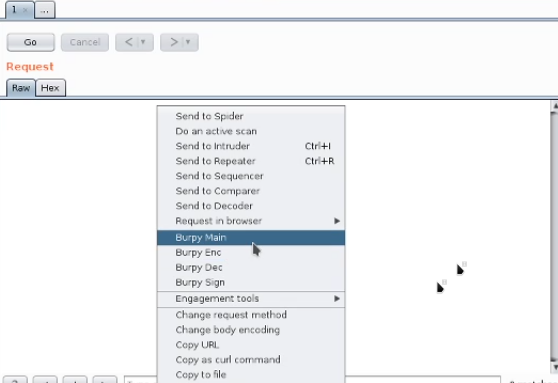 1 × ...
Go Cancel < > 
Request
Raw Hex
Send to Spider
Do an active scan
Send to Intruder Ctrl+I
Send to Repeater Ctrl+R
Send to Sequencer
Send to Comparer
Send to Decoder
Request in browser
Burpy Main
Burpy Enc
Burpy Dec
Burpy Sign
Engagement tools
Change request method
Change body encoding
Copy URL
Copy as curl command
Copy to file